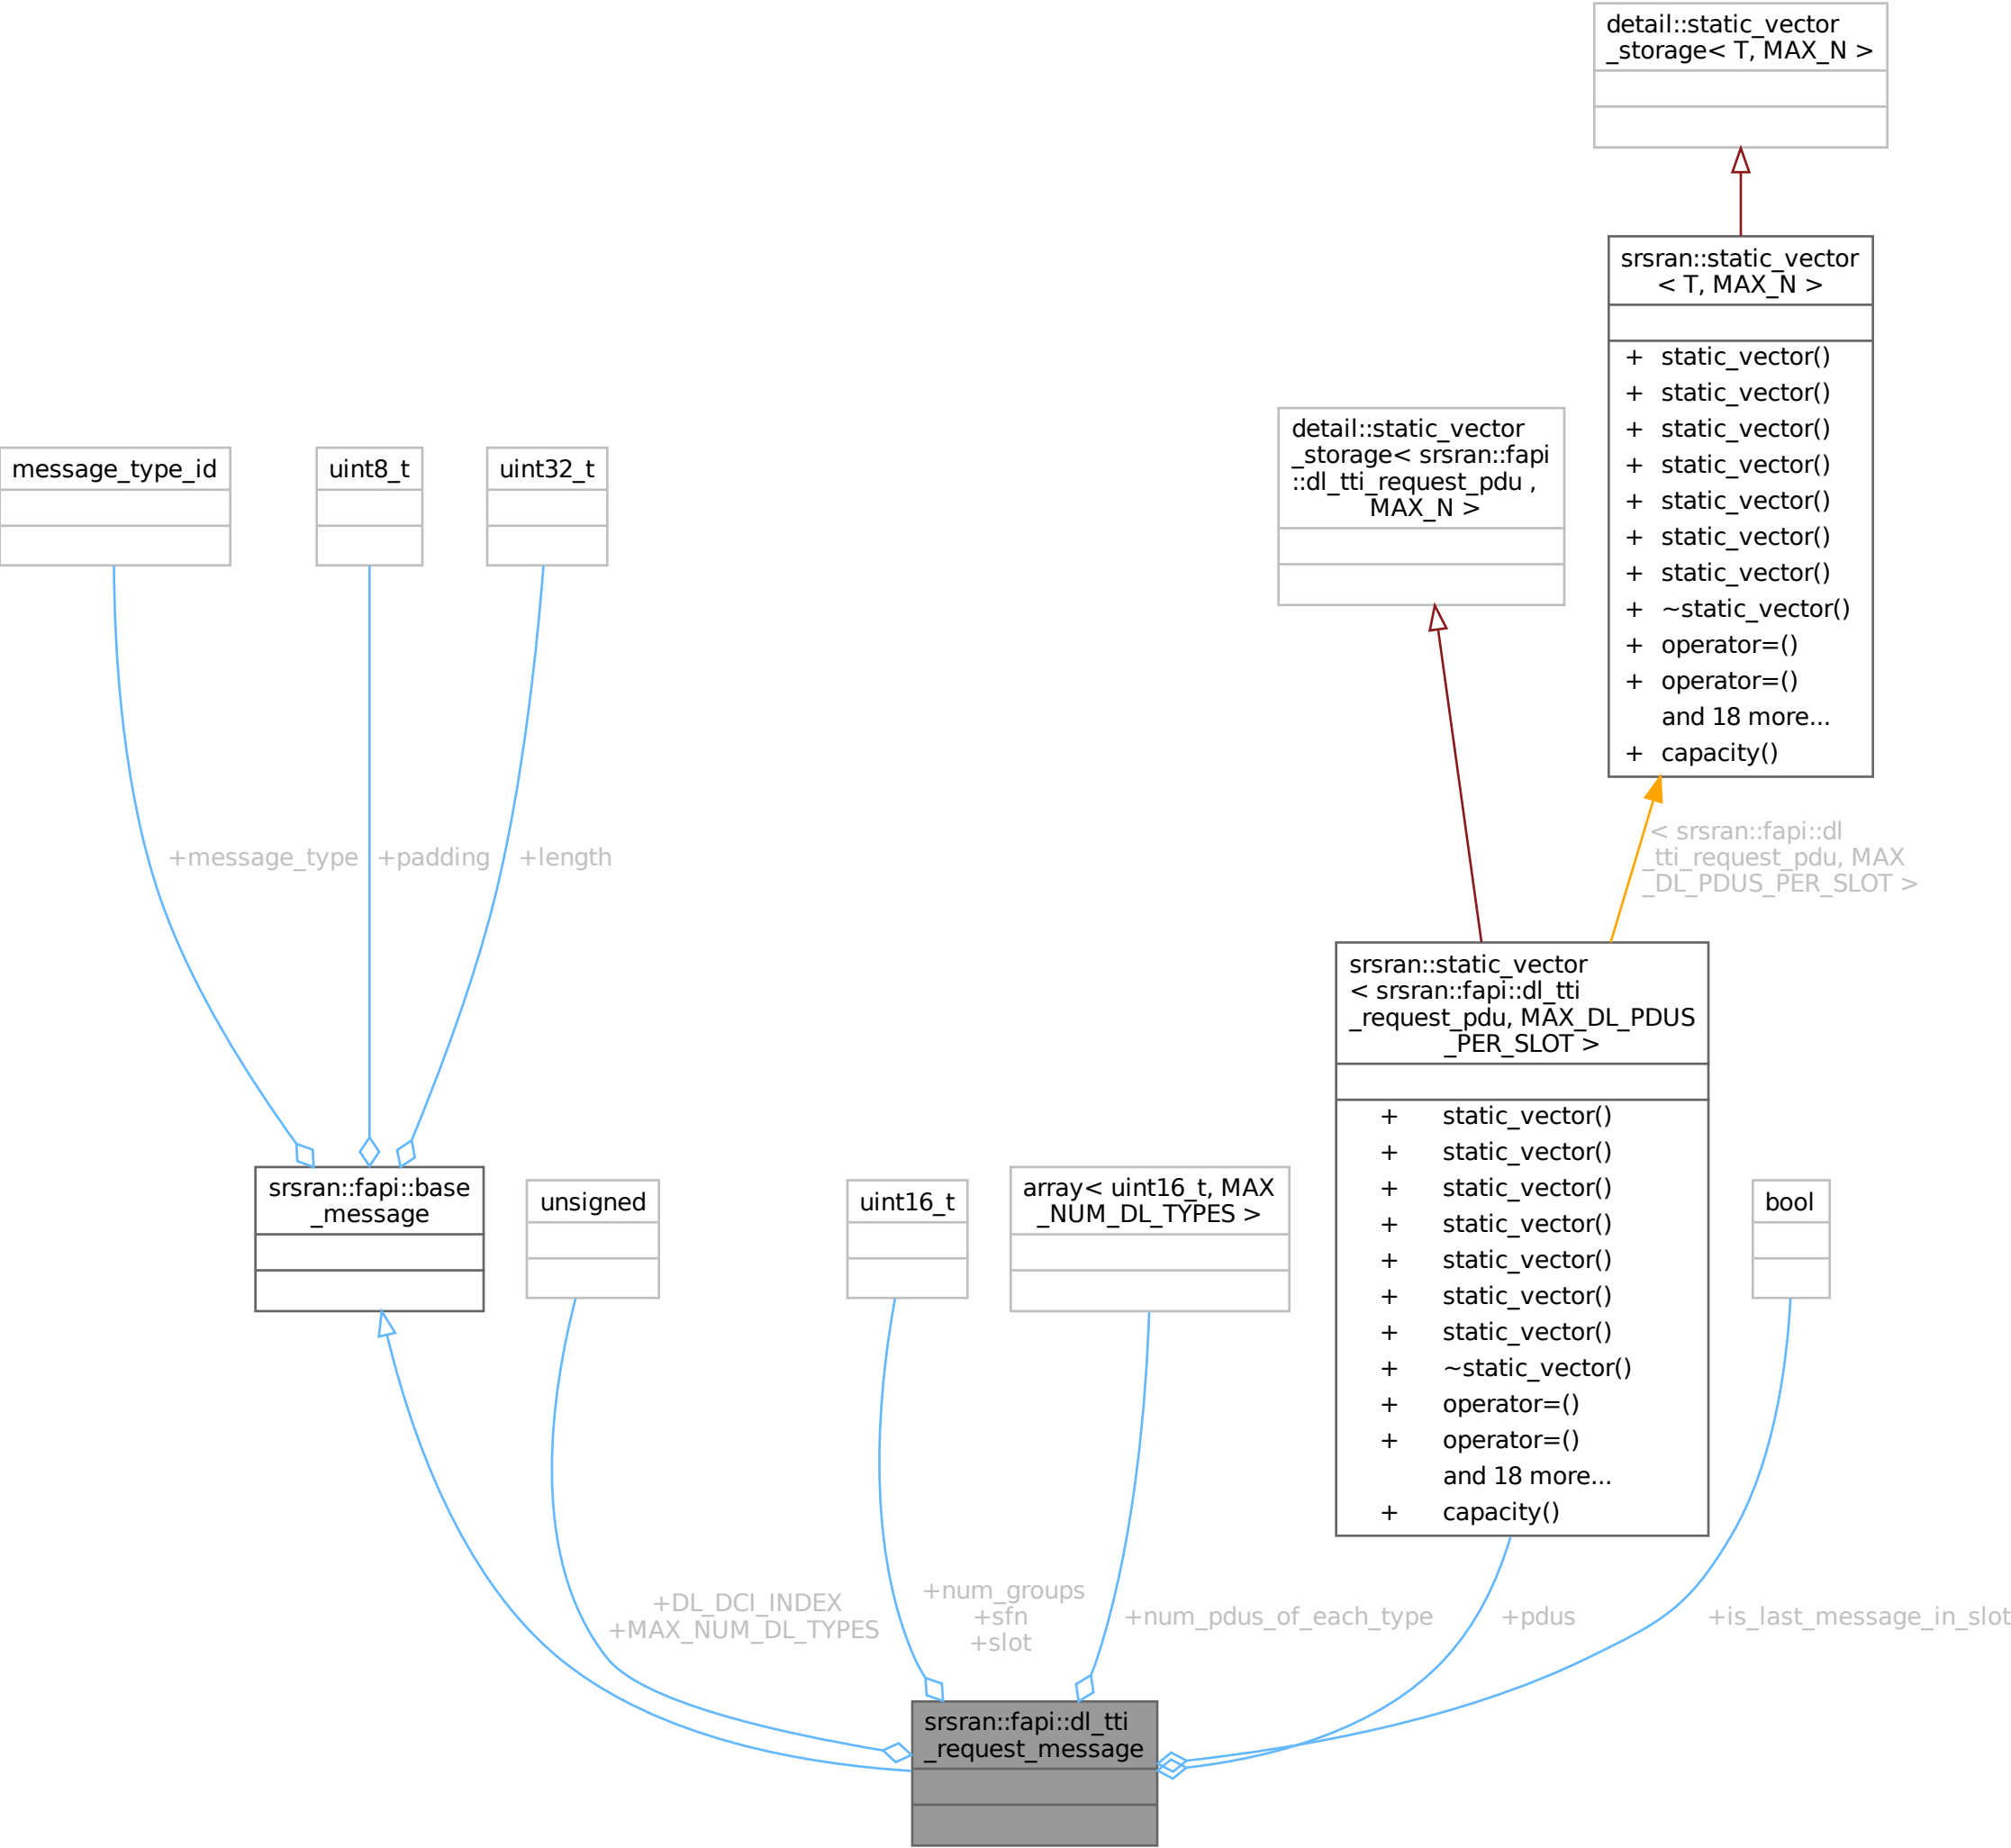 detail::static_vector
_storage< T, MAX_N >
srsran::static_vector
< T, MAX_N >
+ static_vector()
+ static_vector()
+ static_vector()
+ static_vector()
+ static_vector()
+ static_vector()
+ static_vector()
+ ~static_vector()
+ operator=()
+ operator=()
and 18 more...
+ capacity()
detail::static_vector
_storage< srsran::fapi
::dl_tti_request_pdu ,
MAX_N >
message_type_id
uint8_t
uint32_t
+message_type
+padding
+length
< srsran::fapi::dl
_tti_request_pdu, MAX
_DL_PDUS_PER_SLOT >
srsran::static_vector
< srsran::fapi::dl_tti
_request_pdu, MAX_DL_PDUS
_PER_SLOT >
+ static_vector()
+ static_vector()
+ static_vector()
+ static_vector()
+ static_vector()
+ static_vector()
+ static_vector()
+ ~static_vector()
+ operator=()
+ operator=()
and 18 more...
+ capacity()
srsran::fapi::base
_message
unsigned
uint16_t
array< uint16_t, MAX
_NUM_DL_TYPES >
bool
+DL_DCI_INDEX
+MAX_NUM_DL_TYPES
+num_groups
+sfn
+slot
+num_pdus_of_each_type
+pdus
+is_last_message_in_slot
srsran::fapi::dl_tti
_request_message